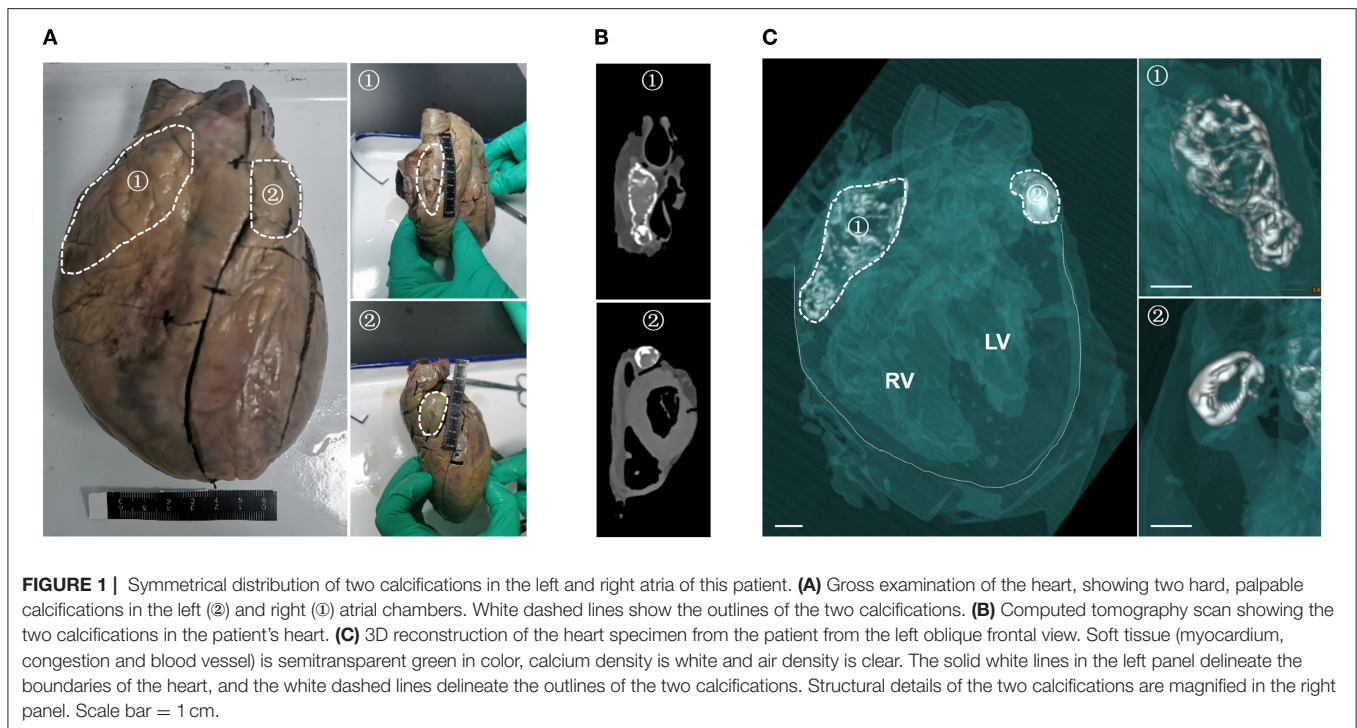 A
B
C
①
②
①
②
①
②
①
②
LV
RV
①
②
FIGURE 1 | Symmetrical distribution of two calcifications in the left and right atria of this patient. (A) Gross examination of the heart, showing two hard, palpable
calcifications in the left (②) and right (①) atrial chambers. White dashed lines show the outlines of the two calcifications. (B) Computed tomography scan showing the
two calcifications in the patient's heart. (C) 3D reconstruction of the heart specimen from the patient from the left oblique frontal view. Soft tissue (myocardium,
congestion and blood vessel) is semitransparent green in color, calcium density is white and air density is clear. The solid white lines in the left panel delineate the
boundaries of the heart, and the white dashed lines delineate the outlines of the two calcifications. Structural details of the two calcifications are magnified in the right
panel. Scale bar = 1 cm.